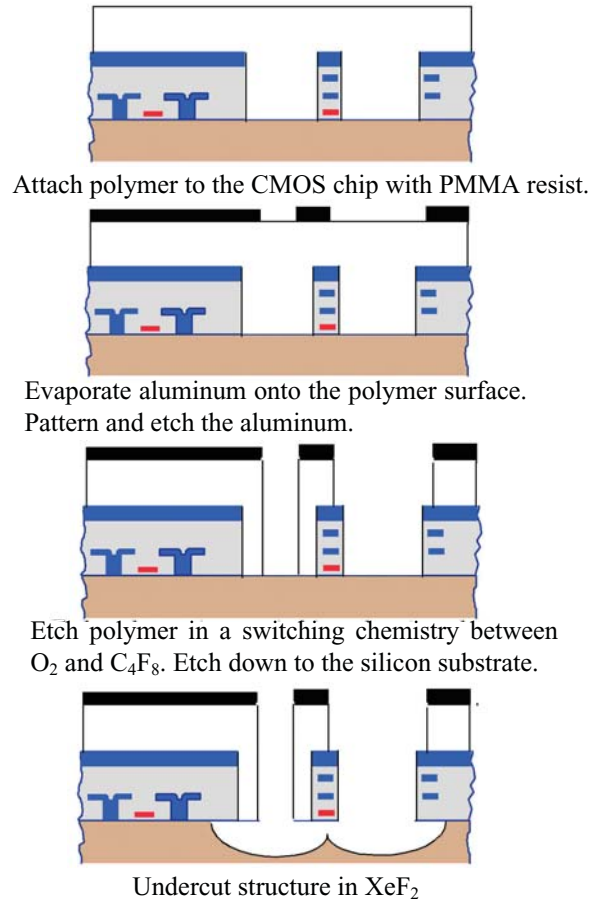 Attach polymer to the CMOS chip with PMMA resist.
Evaporate aluminum onto the polymer surface.
Pattern and etch the aluminum.
Etch polymer in a switching chemistry between
O₂ and C₄F₈. Etch down to the silicon substrate.
Undercut structure in XeF₂